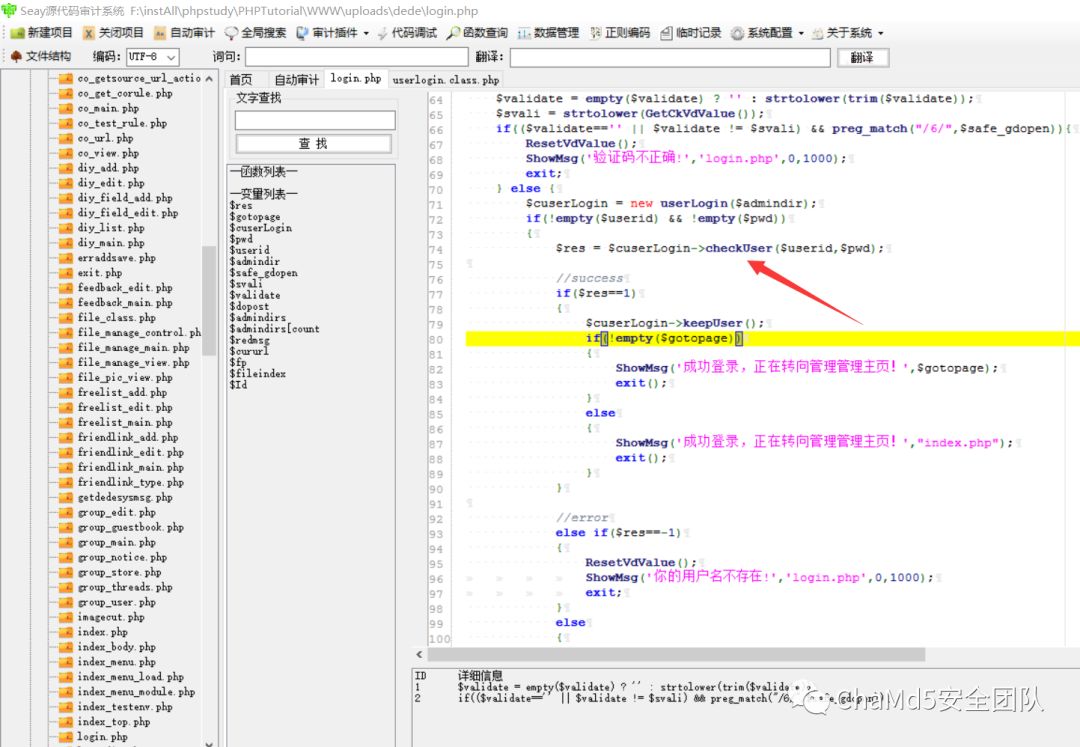 Seay源代码审计系统 F:\instAll\phpstudy\PHPTutorial\WWW\uploads\dede\login.php
新建项目 关闭项目 自动审计 全局搜索 审计插件 代码调试 函数查询 数据管理 正则编码 临时记录 系统配置 关于系统
文件结构 编码: UTF-8 词句: 翻译: 翻译
co_getsource_url_actio
co_get_corule.php
co_main.php
co_test_rule.php
co_url.php
co_view.php
diy_add.php
diy_edit.php
diy_field_add.php
diy_field_edit.php
diy_list.php
diy_main.php
erraddsave.php
exit.php
feedback_edit.php
feedback_main.php
file_class.php
file_manage_control.ph
file_manage_main.php
file_manage_view.php
file_pic_view.php
freelist_add.php
freelist_edit.php
freelist_main.php
friendlink_add.php
friendlink_edit.php
friendlink_main.php
friendlink_type.php
getdedesysmsg.php
group_edit.php
group_guestbook.php
group_main.php
group_notice.php
group_store.php
group_threads.php
group_user.php
imagecut.php
index.php
index_body.php
index_menu.php
index_menu_load.php
index_menu_module.php
index_testenv.php
index_top.php
login.php
首页 自动审计 login.php userlogin.class.php
文字查找
查 找
—函数列表—
—变量列表—
$res
$gotopage
$cuserLogin
$pwd
$userid
$admindir
$safe_gdopen
$svali
$validate
$dopost
$admindirs
$admindirs[count
$redmsg
$cururl
$fp
$fileindex
$Id
64 $validate = empty($validate) ? '' : strtolower(trim($validate));
65 $svali = strtolower(GetCkVdValue());
66 if(($validate=='' || $validate != $svali) && preg_match("/6/",$safe_gdopen)){
67 ResetVdValue();
68 ShowMsg('验证码不正确!','login.php',0,1000);
69 exit;
70 } else {
71 $cuserLogin = new userLogin($admindir);
72 if(!empty($userid) && !empty($pwd))
73 {
74 $res = $cuserLogin->checkUser($userid,$pwd);
75
76 //success
77 if($res==1)
78 {
79 $cuserLogin->keepUser();
80 if(!empty($gotopage))
81 {
82 ShowMsg('成功登录，正在转向管理管理主页！',$gotopage);
83 exit();
84 }
85 else
86 {
87 ShowMsg('成功登录，正在转向管理管理主页！',"index.php");
88 exit();
89 }
90 }
91
92 //error
93 else if($res==-1)
94 {
95 ResetVdValue();
96 ShowMsg('你的用户名不存在!','login.php',0,1000);
97 exit;
98 }
99 else
100 {
ID 详细信息
1 $validate = empty($validate) ? '' : strtolower(trim($valida
2 if(($validate=='' || $validate != $svali) && preg_match("/6/
ChaMd5安全团队